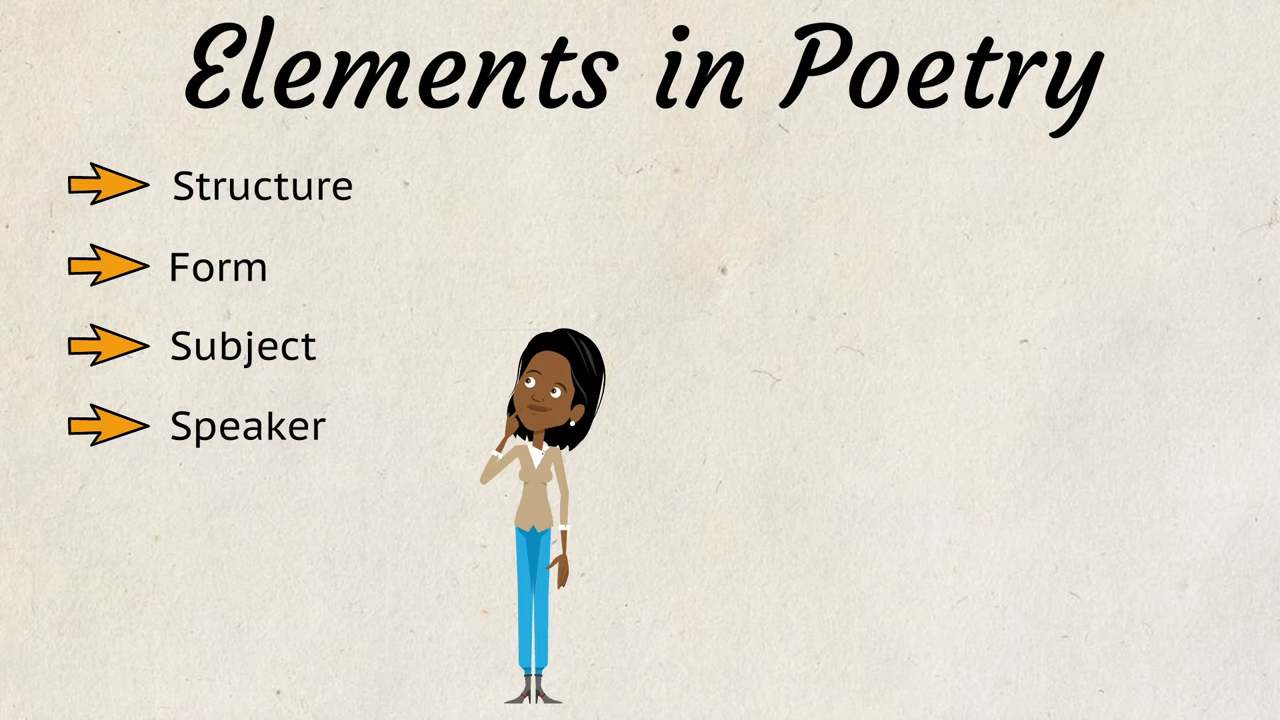 Elements in Poetry
Structure
Form
Subject
Speaker